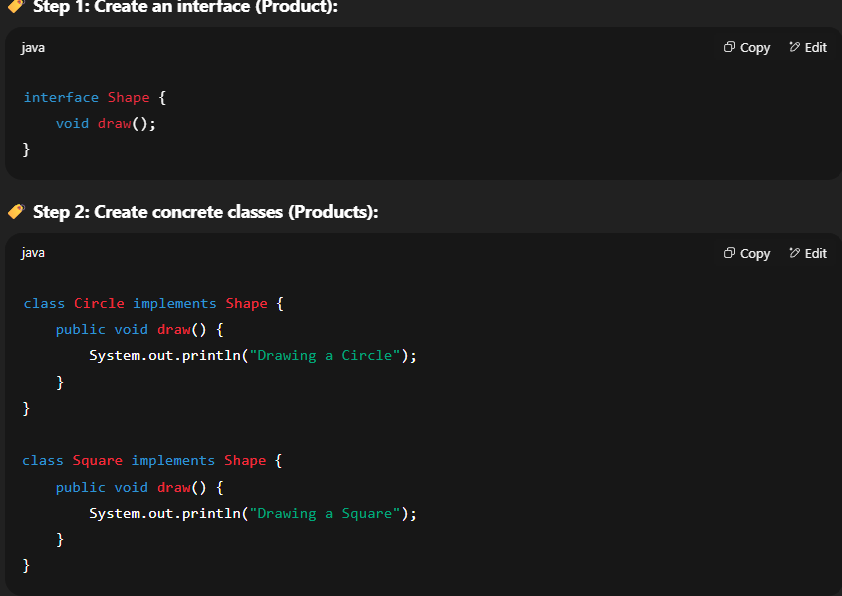 Step 1: Create an interface (Product):
java Copy Edit
interface Shape {
    void draw();
}
Step 2: Create concrete classes (Products):
java Copy Edit
class Circle implements Shape {
    public void draw() {
        System.out.println("Drawing a Circle");
    }
}
class Square implements Shape {
    public void draw() {
        System.out.println("Drawing a Square");
    }
}